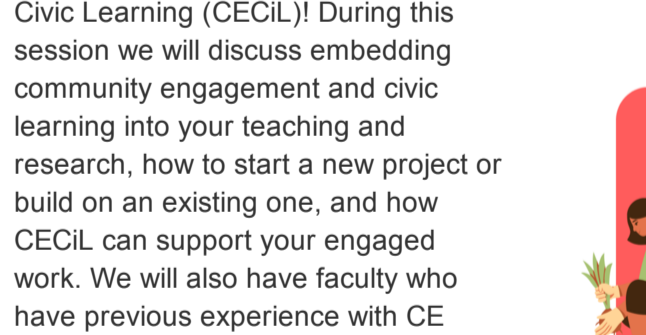 Civic Learning (CECiL)! During this
session we will discuss embedding
community engagement and civic
learning into your teaching and
research, how to start a new project or
build on an existing one, and how
CECiL can support your engaged
work. We will also have faculty who
have previous experience with CE